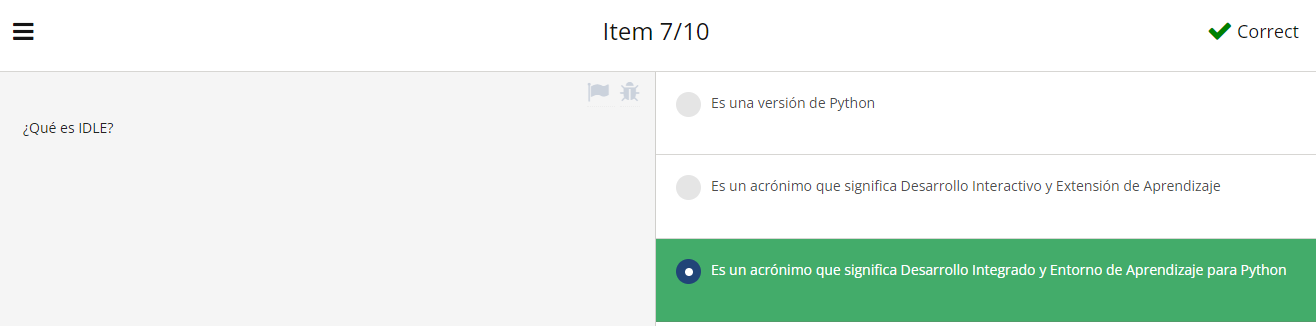 Item 7/10
Correct
¿Qué es IDLE?
Es una versión de Python
Es un acrónimo que significa Desarrollo Interactivo y Extensión de Aprendizaje
Es un acrónimo que significa Desarrollo Integrado y Entorno de Aprendizaje para Python